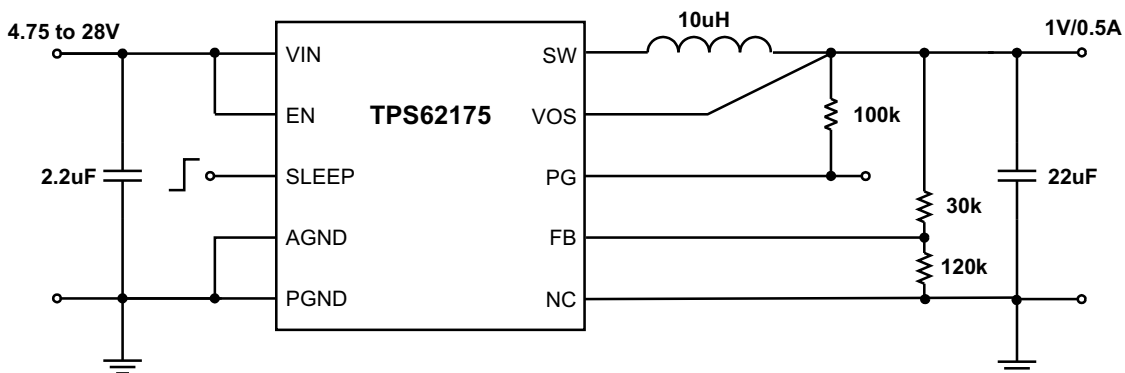 4.75 to 28V
10uH
1V/0.5A
VIN
SW
EN
TPS62175
VOS
100k
2.2uF
SLEEP
PG
22uF
30k
AGND
FB
120k
PGND
NC